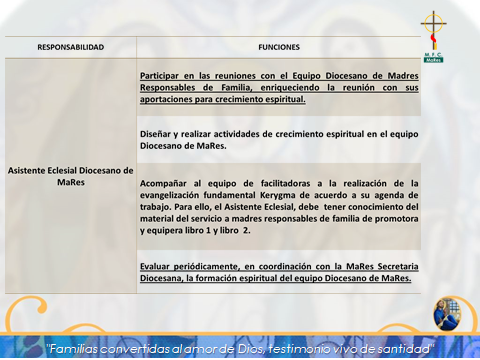 M. F. C.
MaRes
RESPONSABILIDAD
FUNCIONES
Asistente Eclesial Diocesano de
MaRes
Participar en las reuniones con el Equipo Diocesano de Madres
Responsables de Familia, enriqueciendo la reunión con sus
aportaciones para crecimiento espiritual.
Diseñar y realizar actividades de crecimiento espiritual en el equipo
Diocesano de MaRes.
Acompañar al equipo de facilitadoras a la realización de la
evangelización fundamental Kerygma de acuerdo a su agenda de
trabajo. Para ello, el Asistente Eclesial, debe tener conocimiento del
material del servicio a madres responsables de familia de promotora
y equipera libro 1 y libro 2.
Evaluar periódicamente, en coordinación con la MaRes Secretaria
Diocesana, la formación espiritual del equipo Diocesano de MaRes.
"Familias convertidas al amor de Dios, testimonio vivo de santidad"